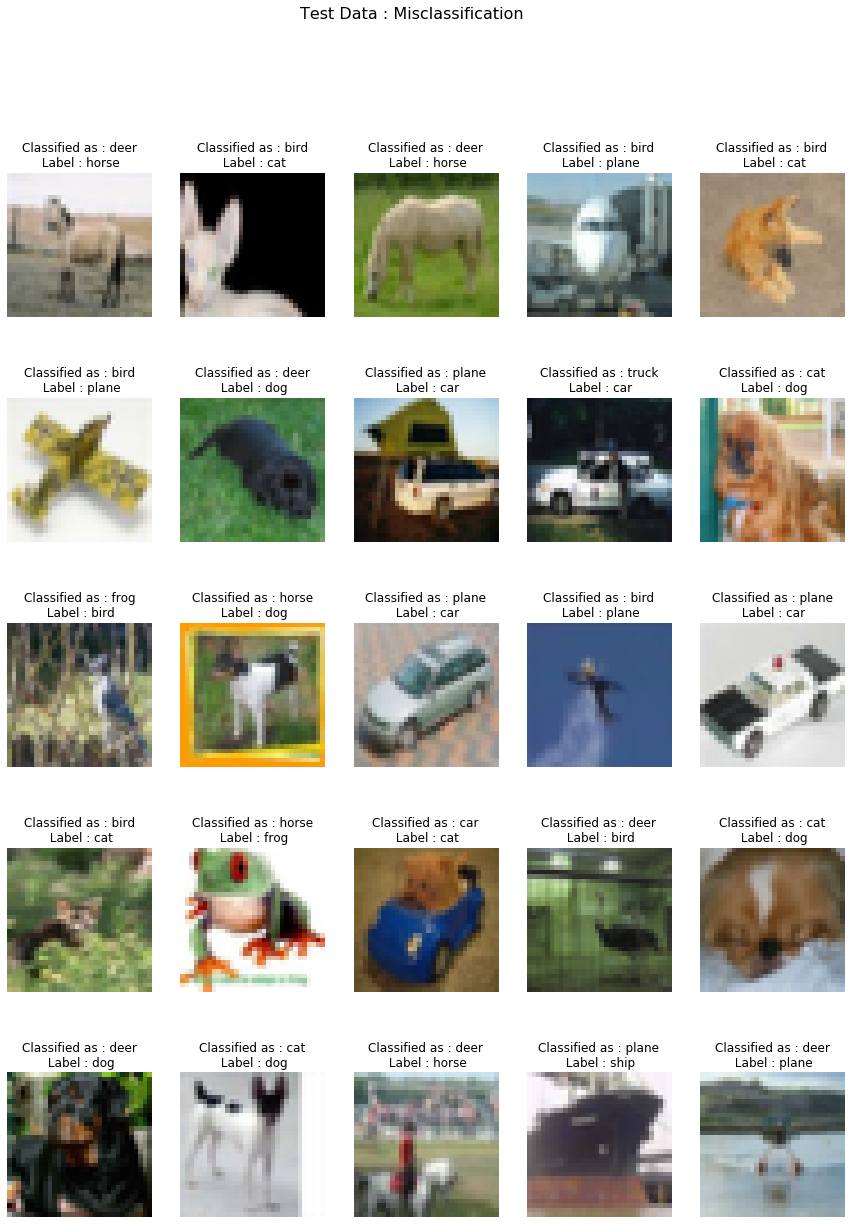 Test Data : Misclassification
Classified as : deer
Label : horse
Classified as : bird
Label : cat
Classified as : deer
Label : horse
Classified as : bird
Label : plane
Classified as : bird
Label : cat
Classified as : bird
Label : plane
Classified as : deer
Label : dog
Classified as : plane
Label : car
Classified as : truck
Label : car
Classified as : cat
Label : dog
Classified as : frog
Label : bird
Classified as : horse
Label : dog
Classified as : plane
Label : car
Classified as : bird
Label : plane
Classified as : plane
Label : car
Classified as : bird
Label : cat
Classified as : horse
Label : frog
Classified as : car
Label : cat
Classified as : deer
Label : bird
Classified as : cat
Label : dog
Classified as : deer
Label : dog
Classified as : cat
Label : dog
Classified as : deer
Label : horse
Classified as : plane
Label : ship
Classified as : deer
Label : plane